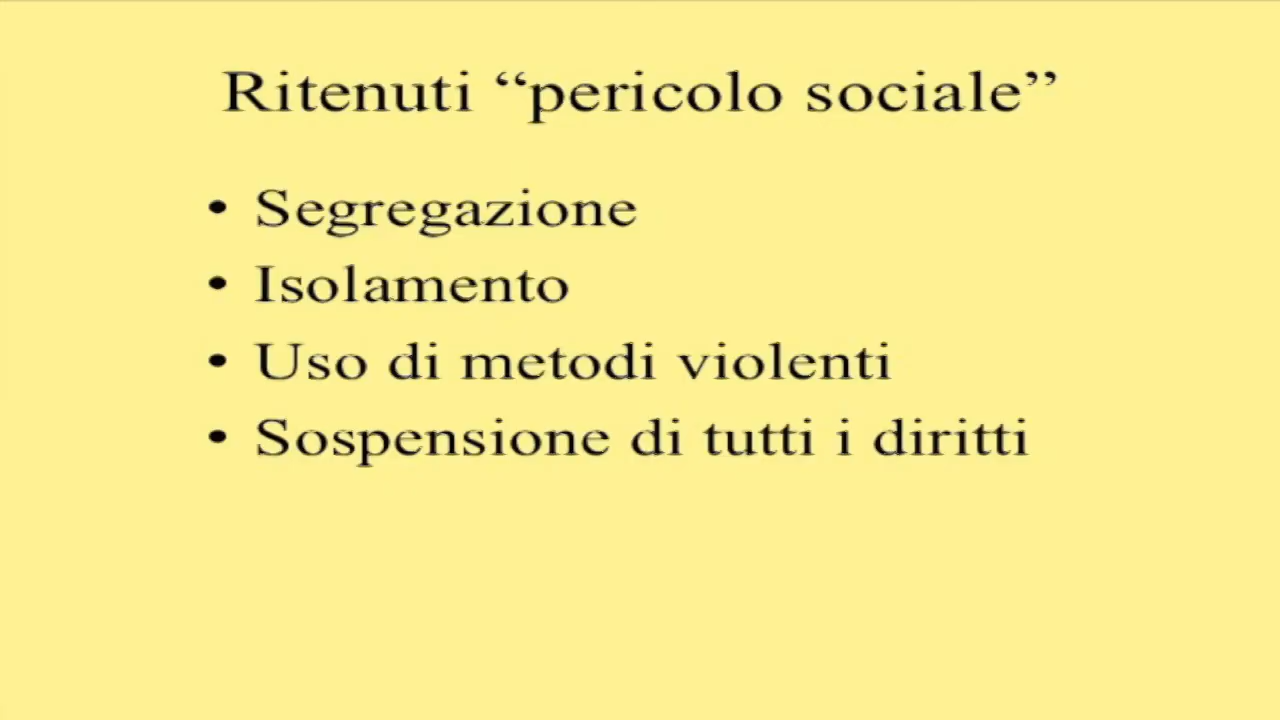 Ritenuti “pericolo sociale”
• Segregazione
• Isolamento
• Uso di metodi violenti
• Sospensione di tutti i diritti